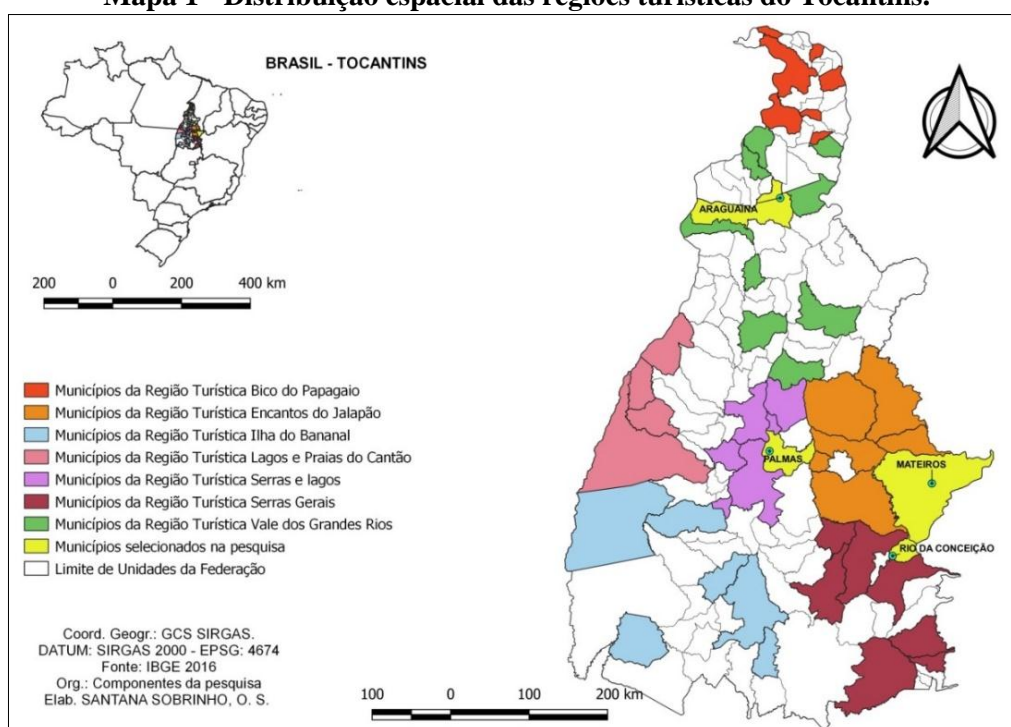 Mapa 1 - Distribuição espacial das regiões turísticas do Tocantins.
BRASIL - TOCANTINS
200 0 200 400 km
Municípios da Região Turística Bico do Papagaio
Municípios da Região Turística Encantos do Jalapão
Municípios da Região Turística Ilha do Bananal
Municípios da Região Turística Lagos e Praias do Cantão
Municípios da Região Turística Serras e lagos
Municípios da Região Turística Serras Gerais
Municípios da Região Turística Vale dos Grandes Rios
Municípios selecionados na pesquisa
Limite de Unidades da Federação
ARAGUAINA
PALMAS
MATEIROS
RIO DA CONCEIÇÃO
Coord. Geogr.: GCS SIRGAS.
DATUM: SIRGAS 2000 - EPSG: 4674
Fonte: IBGE 2016
Org.: Componentes da pesquisa
Elab. SANTANA SOBRINHO, O. S.
100 0 100 200 km